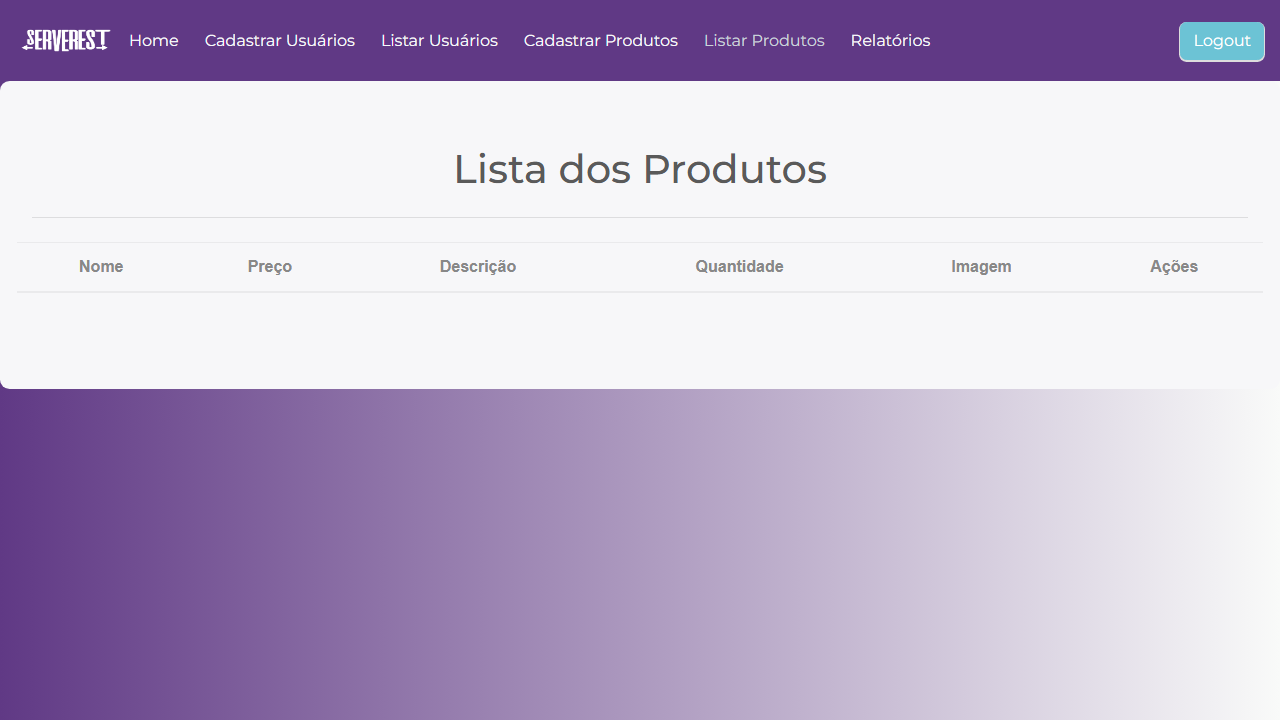 SERVEREST Home Cadastrar Usuários Listar Usuários Cadastrar Produtos Listar Produtos Relatórios Logout
Lista dos Produtos
Nome Preço Descrição Quantidade Imagem Ações